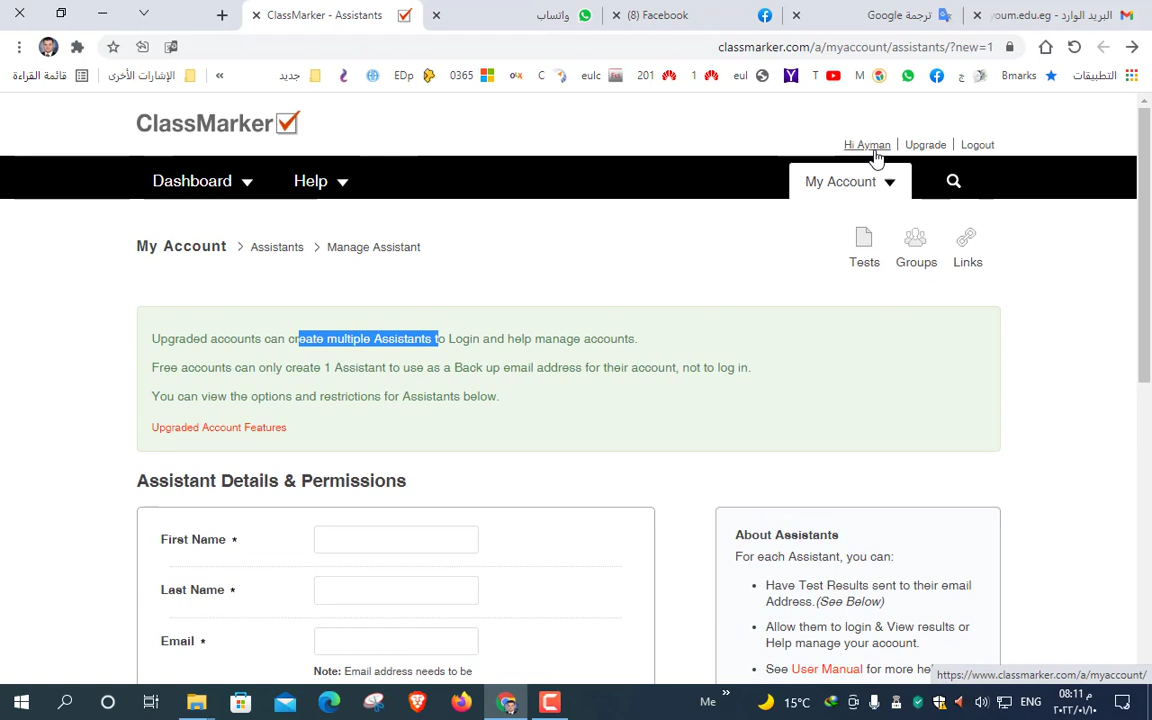 ClassMarker - Assistants
واتساب
(8) Facebook
ترجمة Google
البريد الوارد - youm.edu.eg
classmarker.com/a/myaccount/assistants/?new=1
قائمة القراءة
الإشارات الأخرى
«
جديد
EDp
0365
C
eulc
201
1
eul
T
M
ج
Bmarks
التطبيقات
ClassMarker
Hi Ayman | Upgrade | Logout
Dashboard
Help
My Account
My Account > Assistants > Manage Assistant
Tests
Groups
Links
Upgraded accounts can create multiple Assistants to Login and help manage accounts.
Free accounts can only create 1 Assistant to use as a Back up email address for their account, not to log in.
You can view the options and restrictions for Assistants below.
Upgraded Account Features
Assistant Details & Permissions
First Name *
Last Name *
Email *
Note: Email address needs to be
About Assistants
For each Assistant, you can:
• Have Test Results sent to their email
Address.(See Below)
• Allow them to login & View results or
Help manage your account.
• See User Manual for more he
https://www.classmarker.com/a/myaccount/
Me
»
15°C
ENG
08:11 م
٢٠٢٢/٠١/١٠